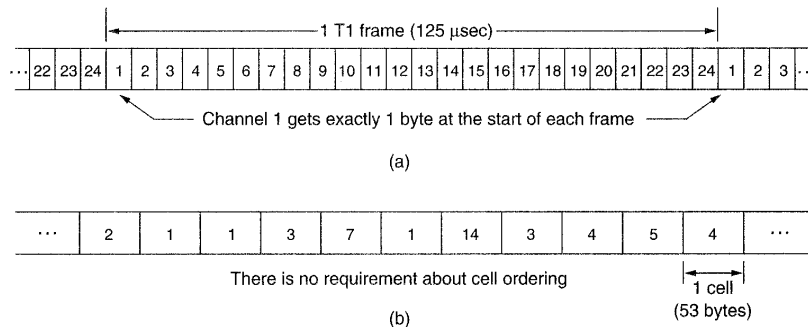 1 T1 frame (125 μsec)
··· 22 23 24 1 2 3 4 5 6 7 8 9 10 11 12 13 14 15 16 17 18 19 20 21 22 23 24 1 2 3 ···
Channel 1 gets exactly 1 byte at the start of each frame
(a)
··· 2 1 1 3 7 1 14 3 4 5 4 ···
There is no requirement about cell ordering
1 cell
(53 bytes)
(b)